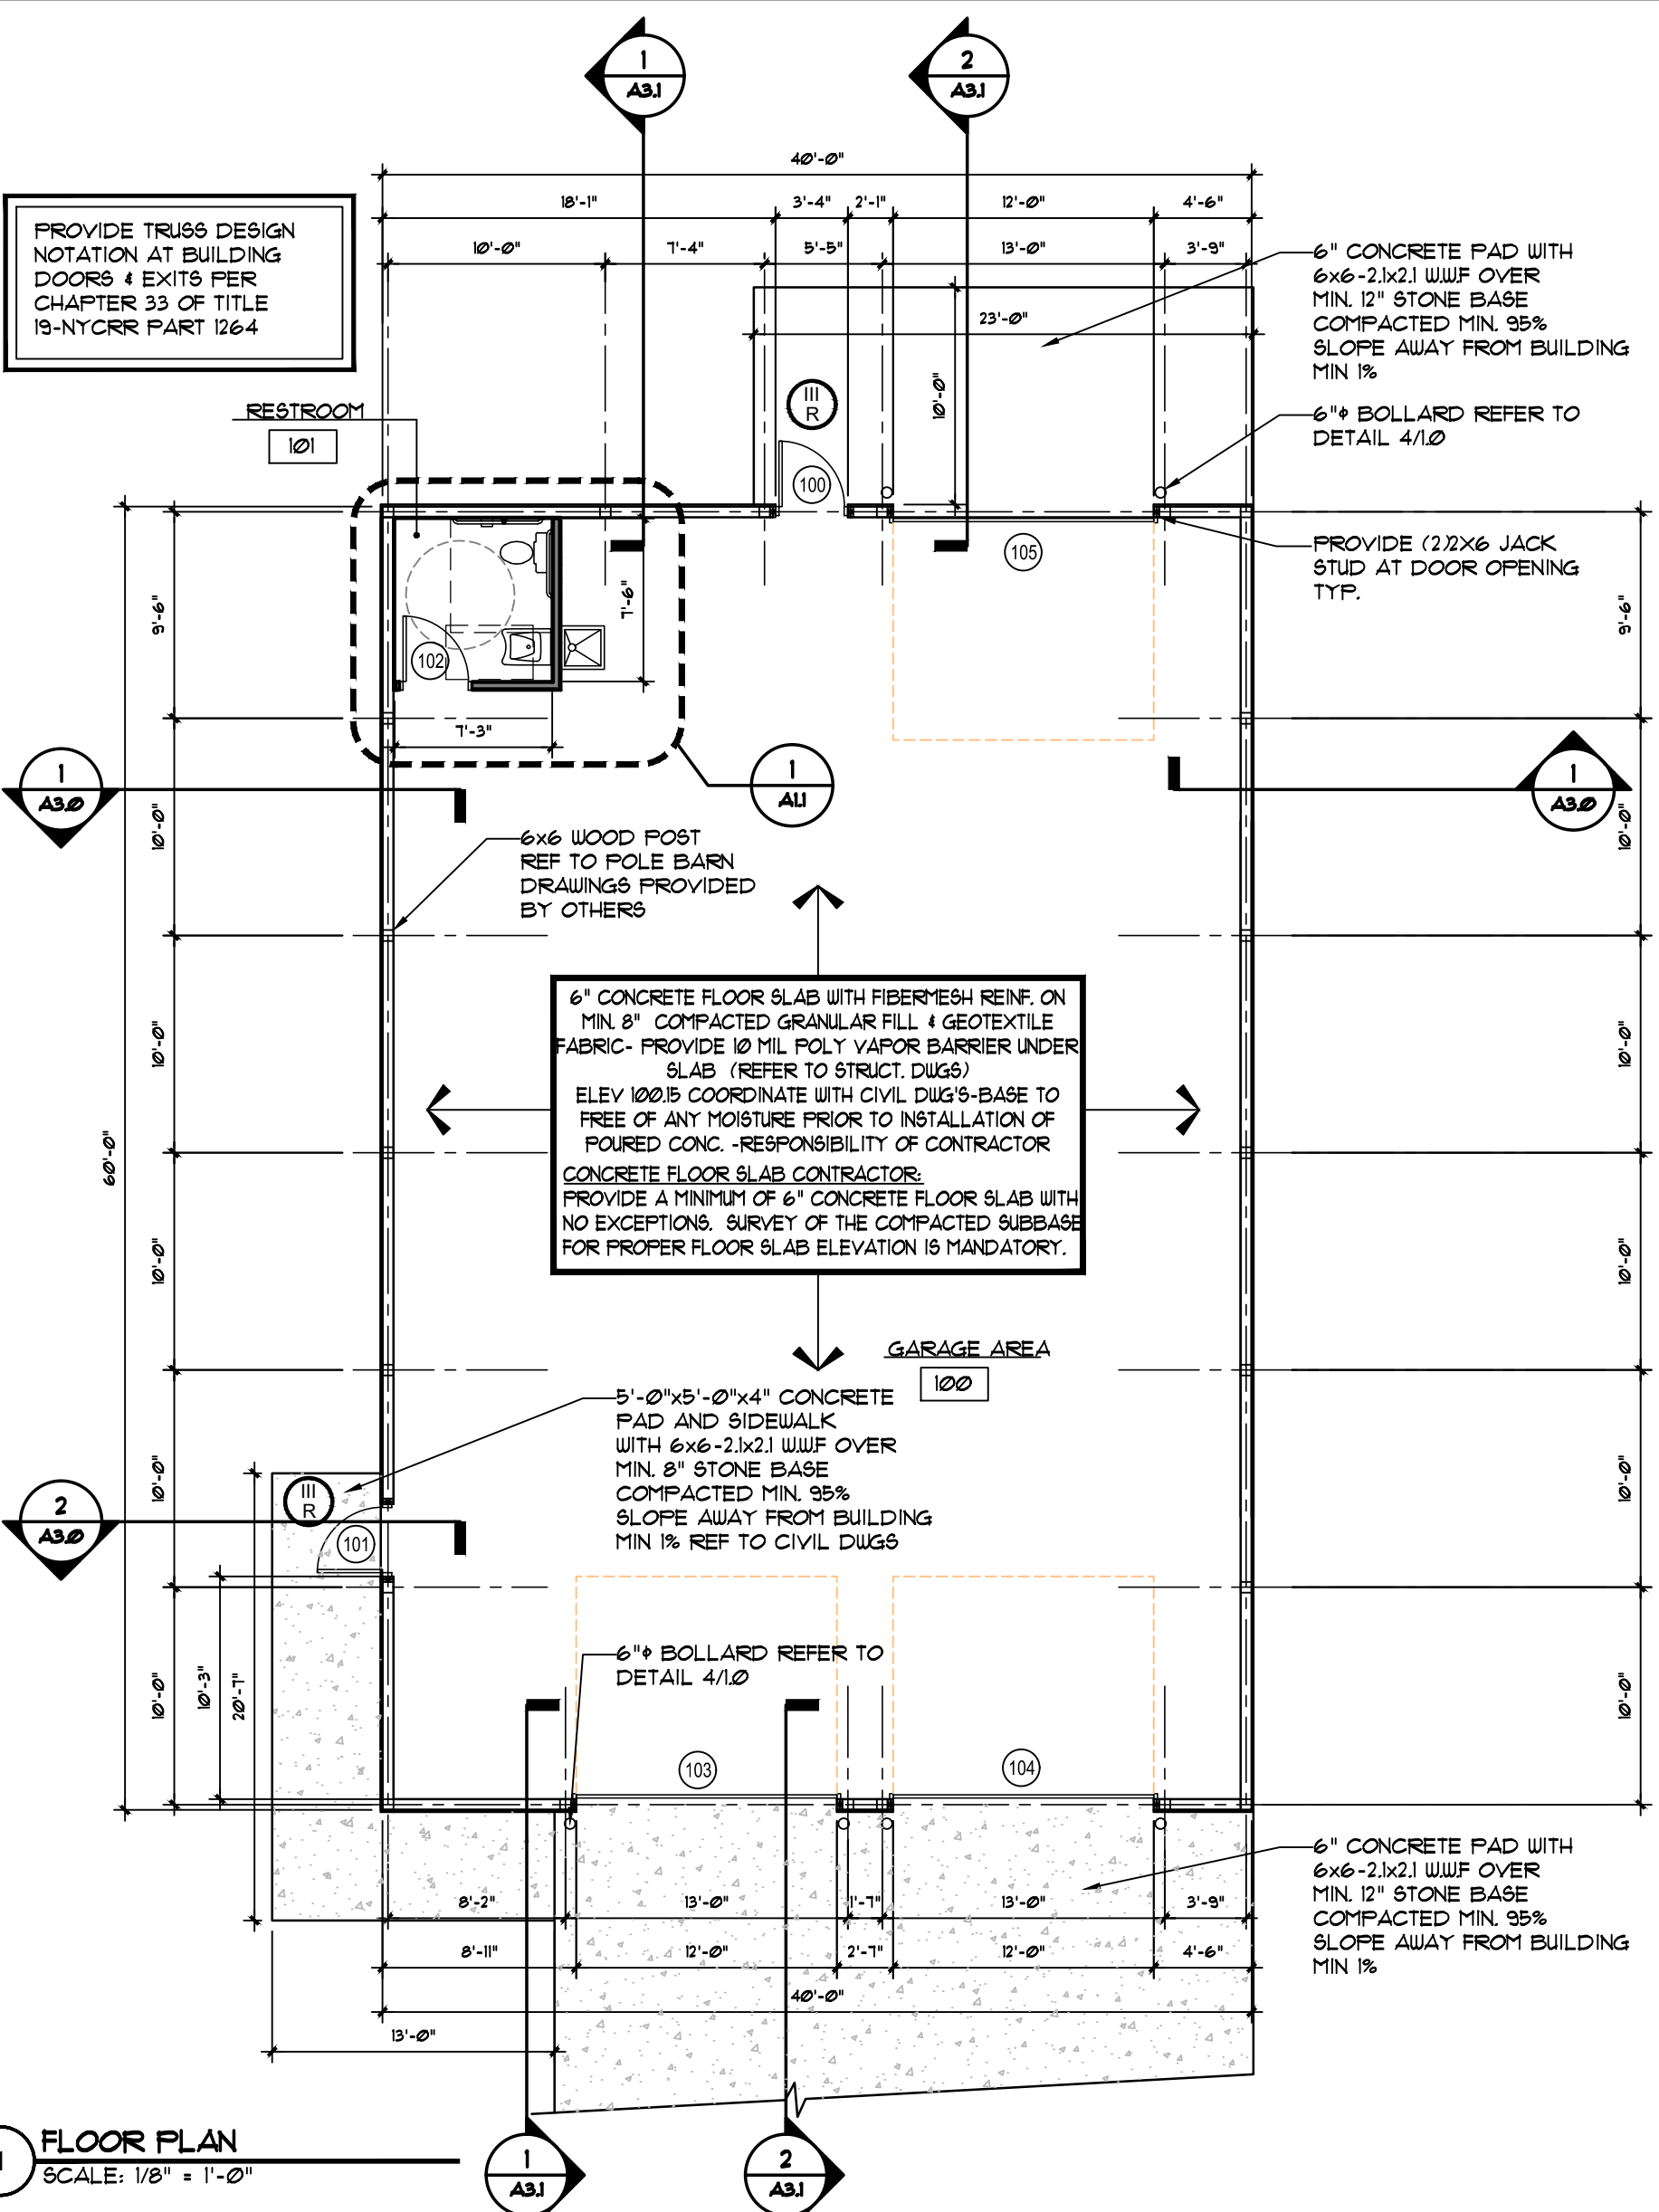 1
A3.1
2
A3.1
40'-0"
18'-1"
3'-4"
2'-1"
12'-0"
4'-6"
10'-0"
7'-4"
5'-5"
13'-0"
3'-9"
23'-0"
10'-0"
PROVIDE TRUSS DESIGN
NOTATION AT BUILDING
DOORS & EXITS PER
CHAPTER 33 OF TITLE
19-NYCRR PART 1264
6" CONCRETE PAD WITH
6x6-2.1x2.1 W.W.F OVER
MIN. 12" STONE BASE
COMPACTED MIN. 95%
SLOPE AWAY FROM BUILDING
MIN 1%
6"φ BOLLARD REFER TO
DETAIL 4/1.0
PROVIDE (2)2X6 JACK
STUD AT DOOR OPENING
TYP.
RESTROOM
101
III
R
100
105
102
7'-6"
7'-3"
9'-6"
9'-6"
1
A3.0
1
A1.1
1
A3.0
10'-0"
10'-0"
6x6 WOOD POST
REF TO POLE BARN
DRAWINGS PROVIDED
BY OTHERS
6" CONCRETE FLOOR SLAB WITH FIBERMESH REINF. ON
MIN. 8" COMPACTED GRANULAR FILL & GEOTEXTILE
FABRIC- PROVIDE 10 MIL POLY VAPOR BARRIER UNDER
SLAB (REFER TO STRUCT. DWGS)
ELEV 100.15 COORDINATE WITH CIVIL DWG'S-BASE TO
FREE OF ANY MOISTURE PRIOR TO INSTALLATION OF
POURED CONC. -RESPONSIBILITY OF CONTRACTOR
CONCRETE FLOOR SLAB CONTRACTOR:
PROVIDE A MINIMUM OF 6" CONCRETE FLOOR SLAB WITH
NO EXCEPTIONS. SURVEY OF THE COMPACTED SUBBASE
FOR PROPER FLOOR SLAB ELEVATION IS MANDATORY.
10'-0"
10'-0"
60'-0"
10'-0"
10'-0"
GARAGE AREA
100
5'-0"x5'-0"x4" CONCRETE
PAD AND SIDEWALK
WITH 6x6-2.1x2.1 W.W.F OVER
MIN. 8" STONE BASE
COMPACTED MIN. 95%
SLOPE AWAY FROM BUILDING
MIN 1% REF TO CIVIL DWGS
10'-0"
10'-0"
2
A3.0
III
R
101
6"φ BOLLARD REFER TO
DETAIL 4/1.0
10'-0"
10'-3"
20'-7"
10'-0"
103
104
6" CONCRETE PAD WITH
6x6-2.1x2.1 W.W.F OVER
MIN. 12" STONE BASE
COMPACTED MIN. 95%
SLOPE AWAY FROM BUILDING
MIN 1%
8'-2"
13'-0"
1'-7"
13'-0"
3'-9"
8'-11"
12'-0"
2'-7"
12'-0"
4'-6"
40'-0"
13'-0"
1
FLOOR PLAN
SCALE: 1/8" = 1'-0"
1
A3.1
2
A3.1